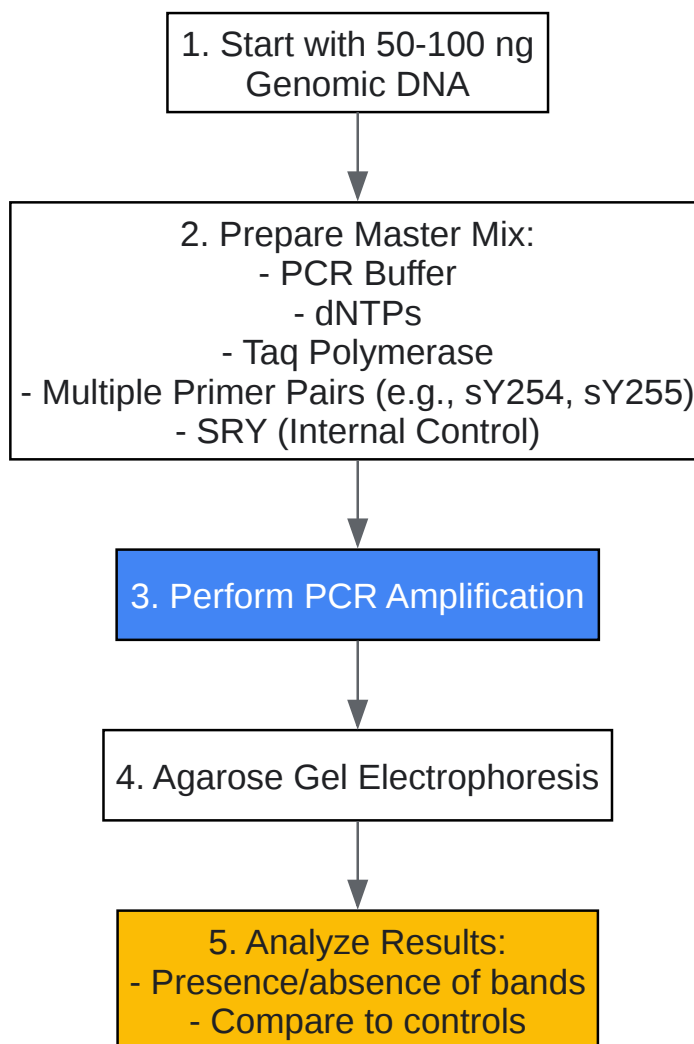 1. Start with 50-100 ng
Genomic DNA
2. Prepare Master Mix:
- PCR Buffer
- dNTPs
- Taq Polymerase
- Multiple Primer Pairs (e.g., sY254, sY255)
- SRY (Internal Control)
3. Perform PCR Amplification
4. Agarose Gel Electrophoresis
5. Analyze Results:
- Presence/absence of bands
- Compare to controls